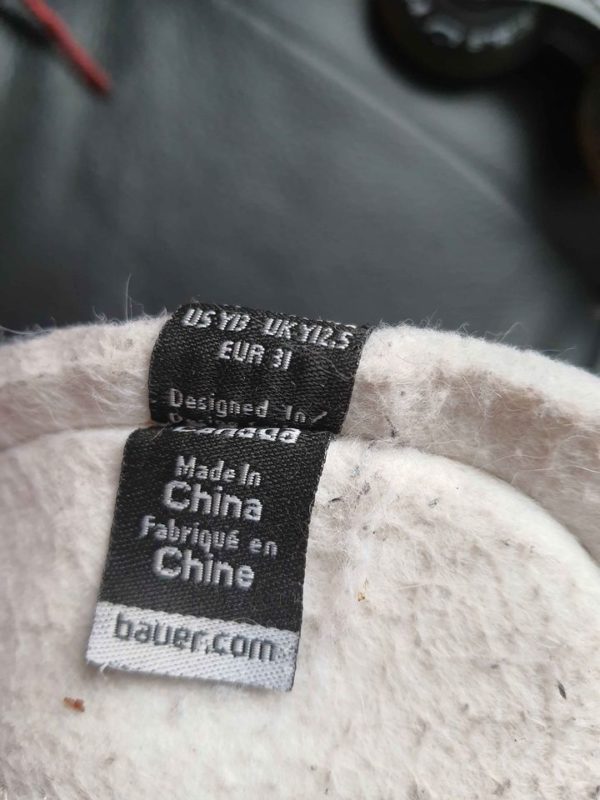 US Y13 UK Y12.5
EUR 31
Designed in/
Canada
Made in
China
Fabriqué en
Chine
bauer.com